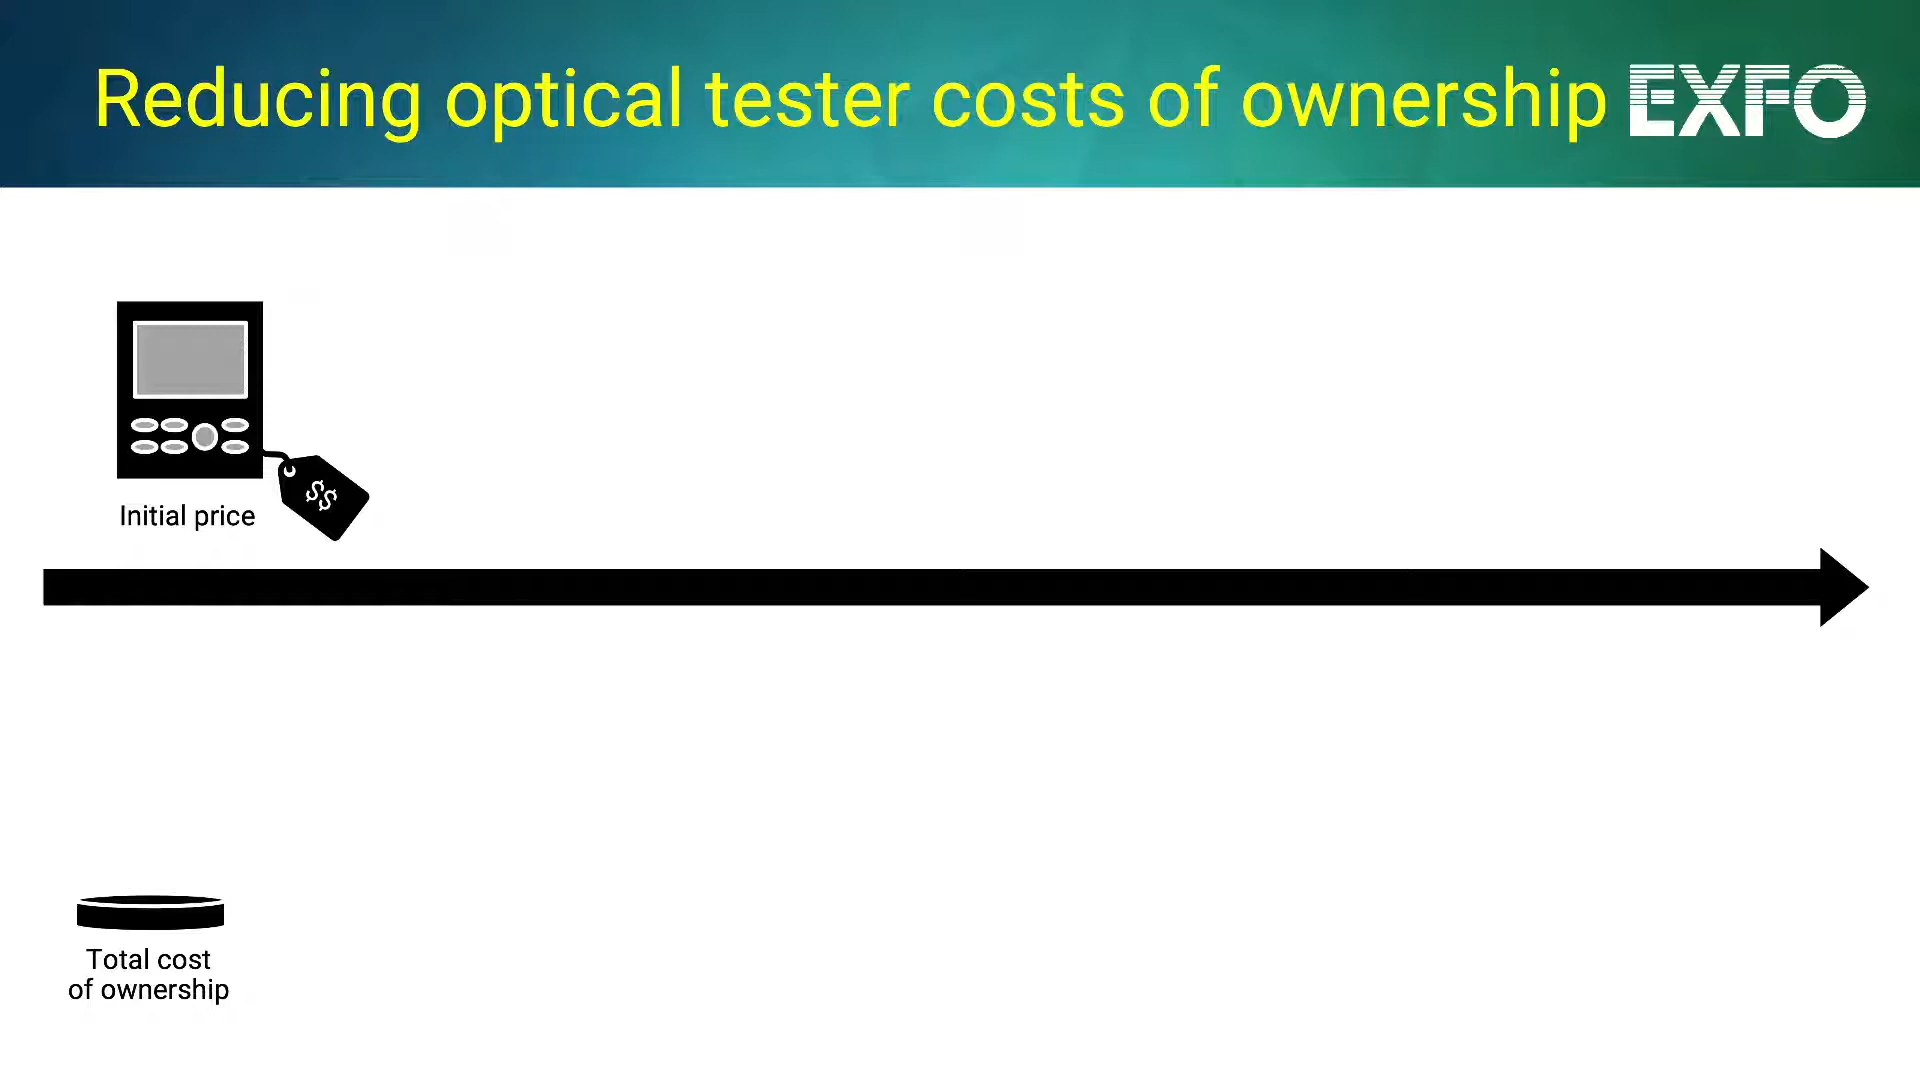 Reducing optical tester costs of ownership
EXFO
$$
Initial price
Total cost
of ownership